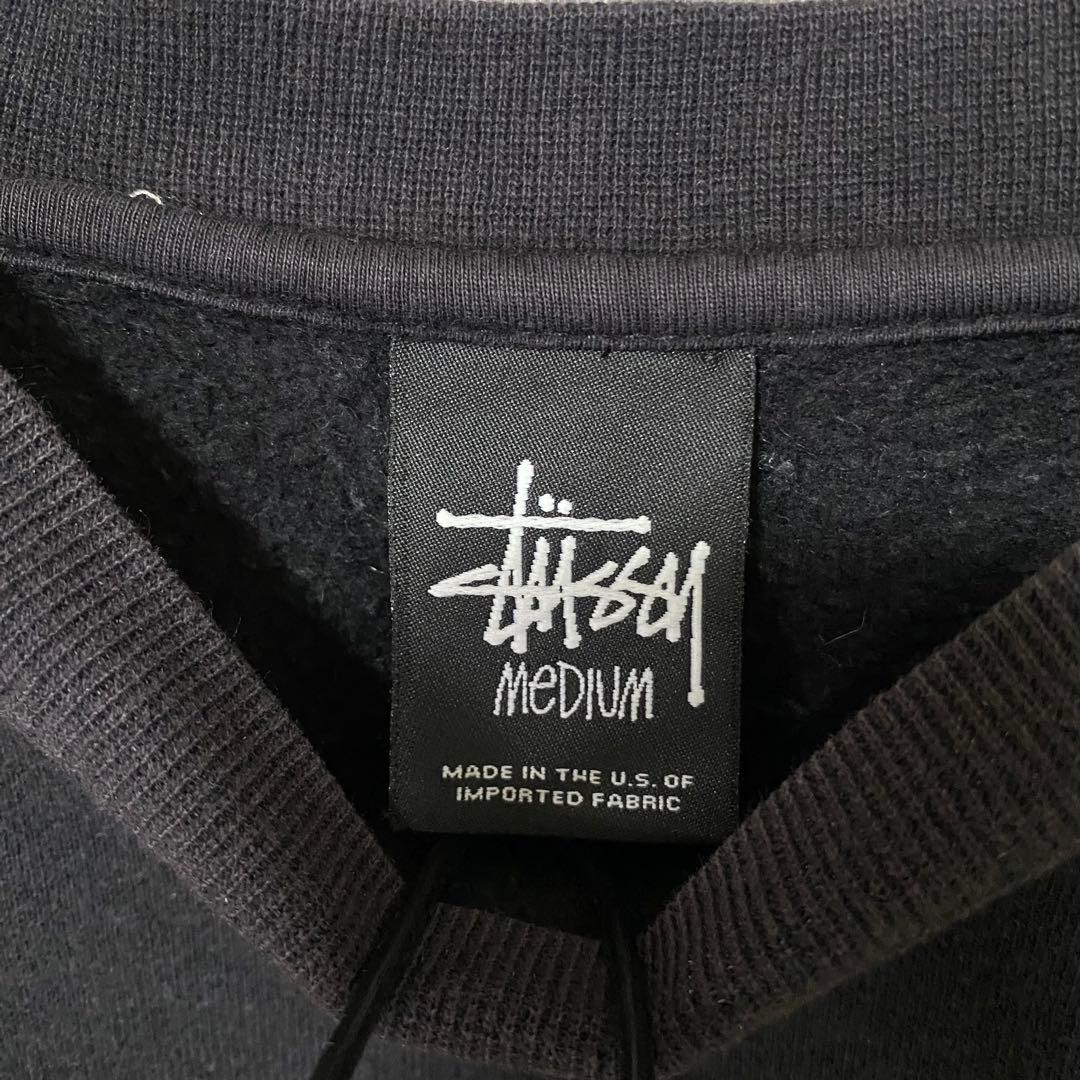 Stüssy
MeDIUM
MADE IN THE U.S. OF
IMPORTED FABRIC